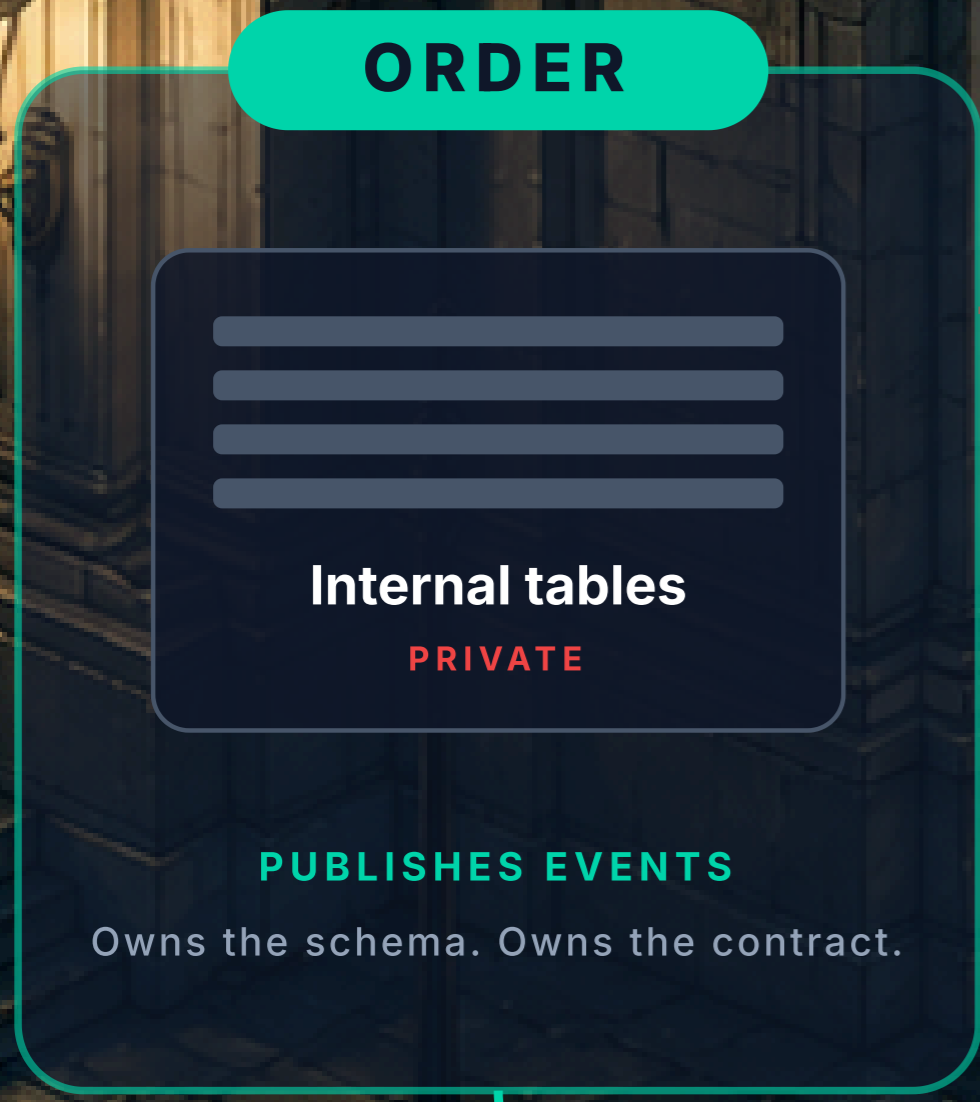 ORDER
Internal tables
PRIVATE
PUBLISHES EVENTS
Owns the schema. Owns the contract.